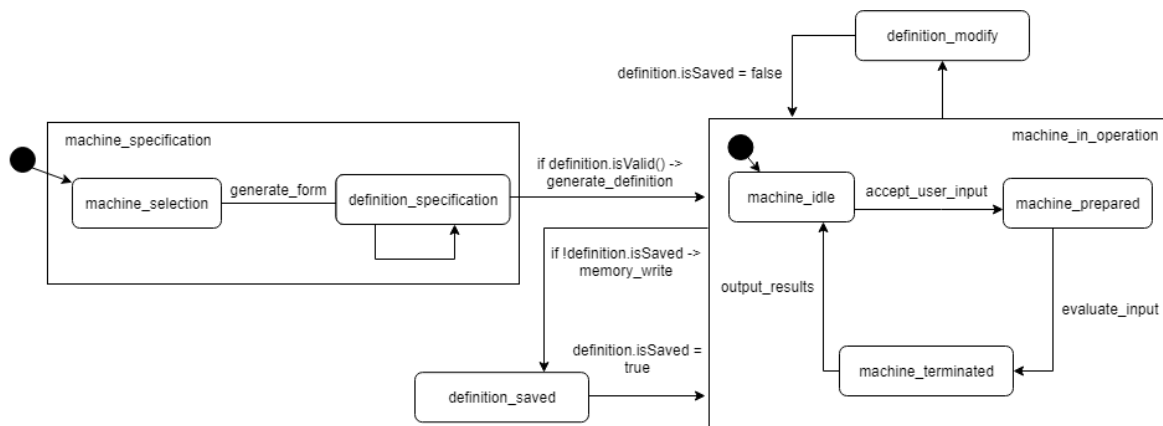 definition_modify
definition.isSaved = false
machine_specification
machine_in_operation
if definition.isValid() ->
generate_definition
generate_form
machine_selection
definition_specification
machine_idle
accept_user_input
machine_prepared
if !definition.isSaved ->
memory_write
output_results
evaluate_input
definition.isSaved =
true
machine_terminated
definition_saved